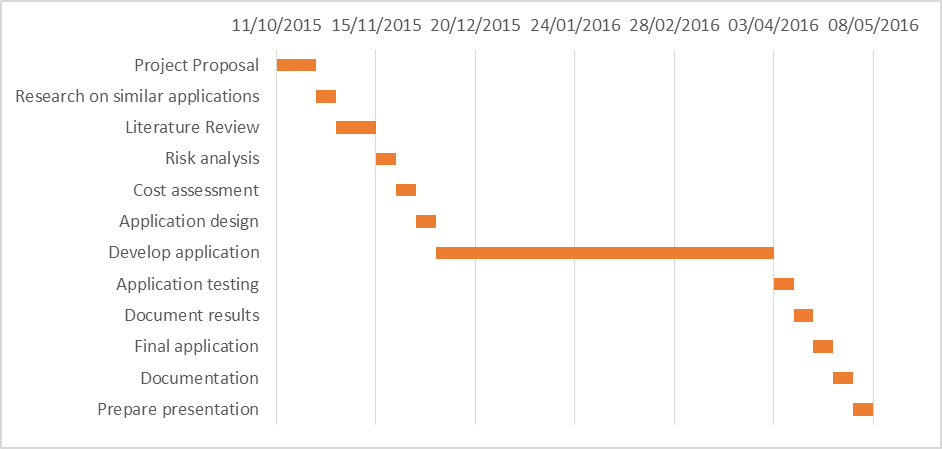 11/10/2015 15/11/2015 20/12/2015 24/01/2016 28/02/2016 03/04/2016 08/05/2016
Project Proposal
Research on similar applications
Literature Review
Risk analysis
Cost assessment
Application design
Develop application
Application testing
Document results
Final application
Documentation
Prepare presentation